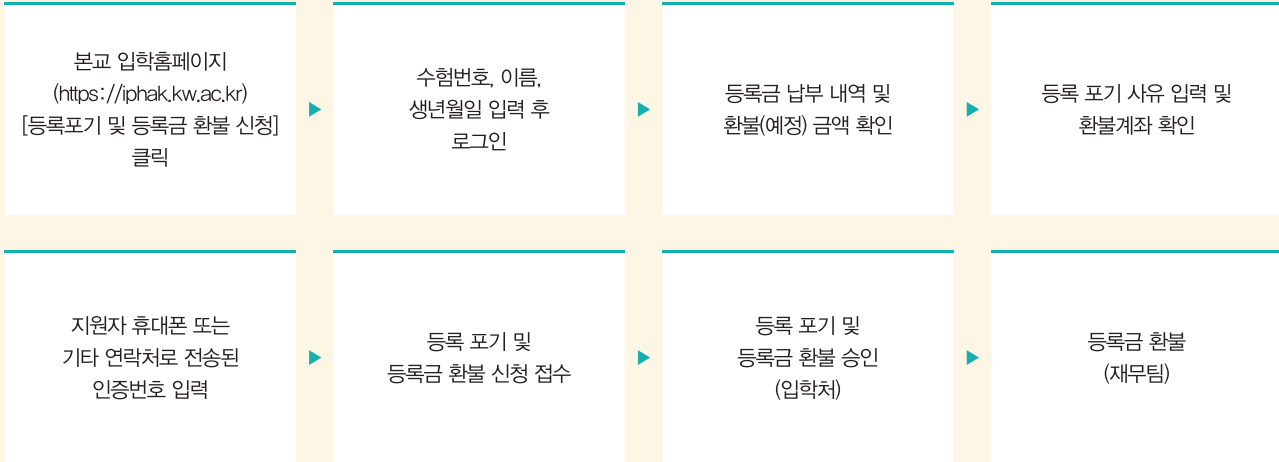 본교 입학홈페이지
(https://iphak.kw.ac.kr)
[등록포기 및 등록금 환불 신청]
클릭
수험번호, 이름,
생년월일 입력 후
로그인
등록금 납부 내역 및
환불(예정) 금액 확인
등록 포기 사유 입력 및
환불계좌 확인
지원자 휴대폰 또는
기타 연락처로 전송된
인증번호 입력
등록 포기 및
등록금 환불 신청 접수
등록 포기 및
등록금 환불 승인
(입학처)
등록금 환불
(재무팀)